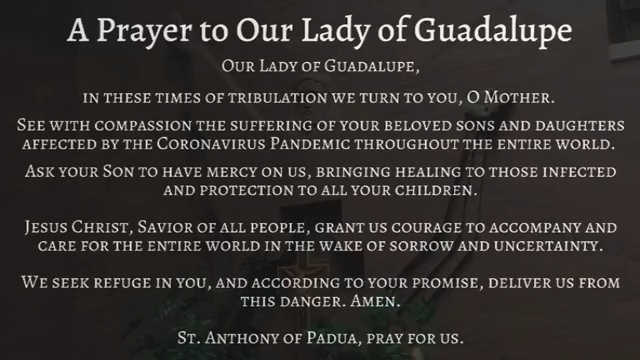 A Prayer to Our Lady of Guadalupe
Our Lady of Guadalupe,
in these times of tribulation we turn to you, O Mother.
See with compassion the suffering of your beloved sons and daughters
affected by the Coronavirus Pandemic throughout the entire world.
Ask your Son to have mercy on us, bringing healing to those infected
and protection to all your children.
Jesus Christ, Savior of all people, grant us courage to accompany and
care for the entire world in the wake of sorrow and uncertainty.
We seek refuge in you, and according to your promise, deliver us from
this danger. Amen.
St. Anthony of Padua, pray for us.